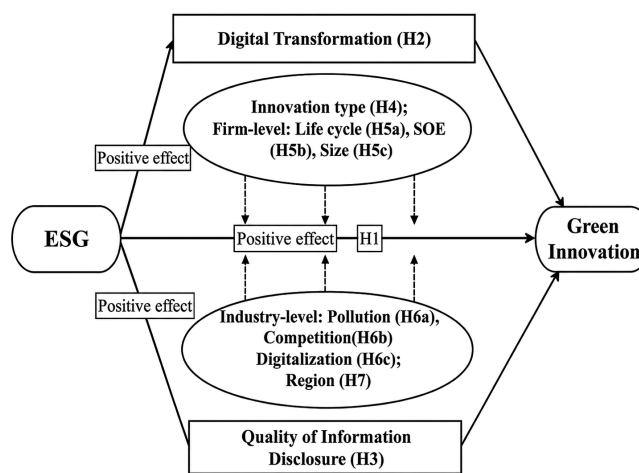 Digital Transformation (H2)
Innovation type (H4);
Firm-level: Life cycle (H5a), SOE
(H5b), Size (H5c)
Positive effect
ESG
Positive effect
H1
Green
Innovation
Positive effect
Industry-level: Pollution (H6a),
Competition(H6b)
Digitalization (H6c);
Region (H7)
Quality of Information
Disclosure (H3)